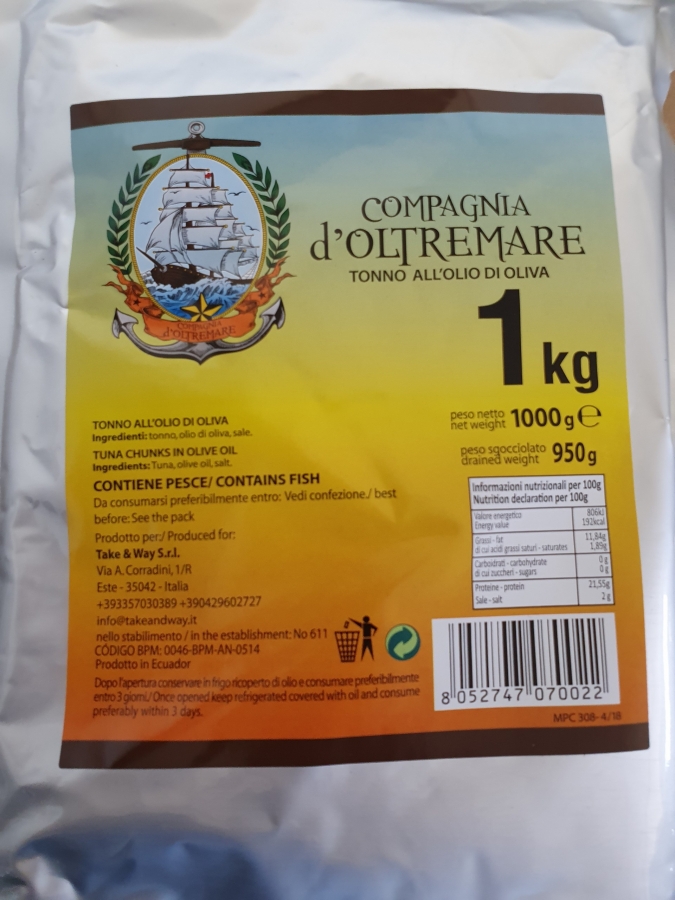 COMPAGNIA
d'OLTREMARE
COMPAGNIA
d'OLTREMARE
TONNO ALL'OLIO DI OLIVA
1 kg
peso netto
net weight 1000 g e
peso sgocciolato
drained weight 950 g
TONNO ALL'OLIO DI OLIVA
Ingredienti: tonno, olio di oliva, sale.
TUNA CHUNKS IN OLIVE OIL
Ingredients: Tuna, olive oil, salt.
CONTIENE PESCE/ CONTAINS FISH
Da consumarsi preferibilmente entro: Vedi confezione./ best
before: See the pack
Prodotto per:/ Produced for:
Take & Way S.r.l.
Via A. Corradini, 1/R
Este - 35042 - Italia
+393357030389 +390429602727
info@takeandway.it
nello stabilimento / in the establishment: No 611
CÓDIGO BPM: 0046-BPM-AN-0514
Prodotto in Ecuador
Dopo l'apertura conservare in frigo ricoperto di olio e consumare preferibilmente
entro 3 giorni./ Once opened keep refrigerated covered with oil and consume
preferably within 3 days.
Informazioni nutrizionali per 100g
Nutrition declaration per 100g
Valore energetico 806kJ
Energy value 192kcal
Grassi - fat 11,84g
di cui acidi grassi saturi - saturates 1,89g
Carboidrati - carbohydrate 0 g
di cui zuccheri - sugars 0 g
Proteine - protein 21,55g
Sale - salt 2 g
8 052747 070022
MPC 308- 4/18